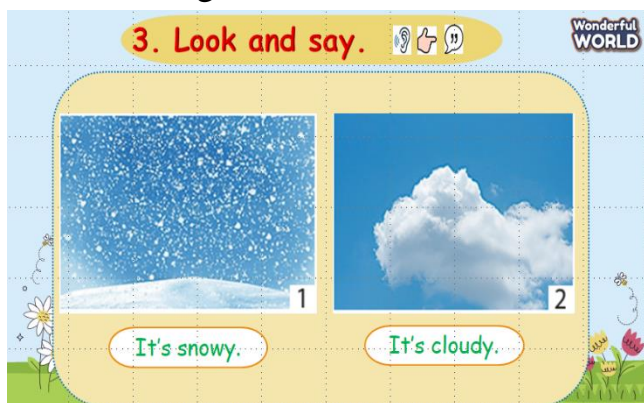 3. Look and say.
Wonderful
WORLD
1
2
It's snowy.
It's cloudy.